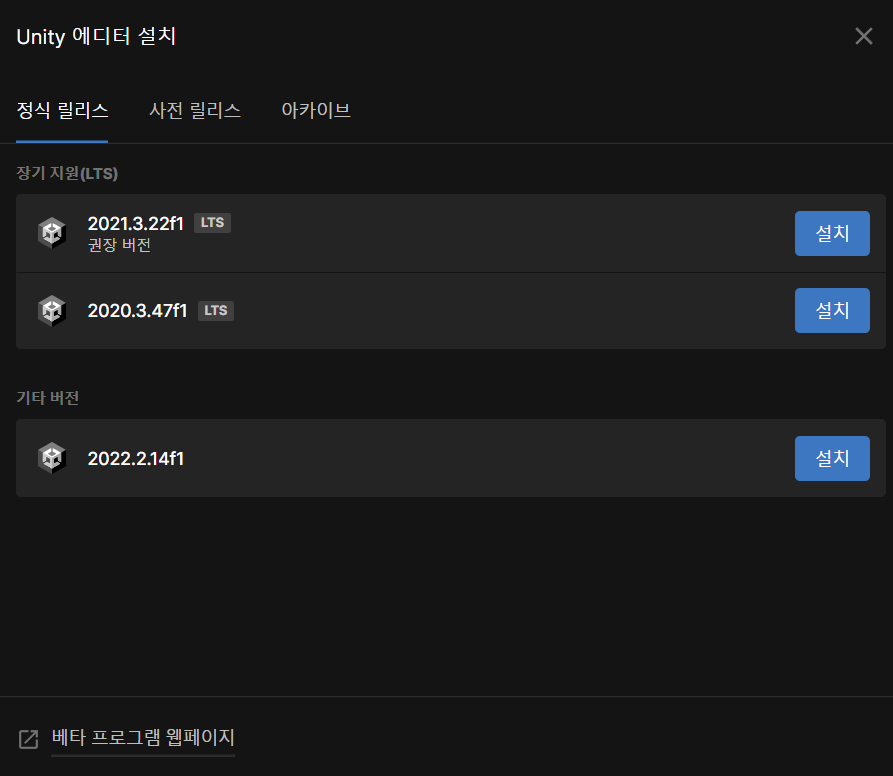 Unity 에디터 설치
정식 릴리스 사전 릴리스 아카이브
장기 지원(LTS)
2021.3.22f1 LTS
권장 버전
설치
2020.3.47f1 LTS
설치
기타 버전
2022.2.14f1
설치
베타 프로그램 웹페이지